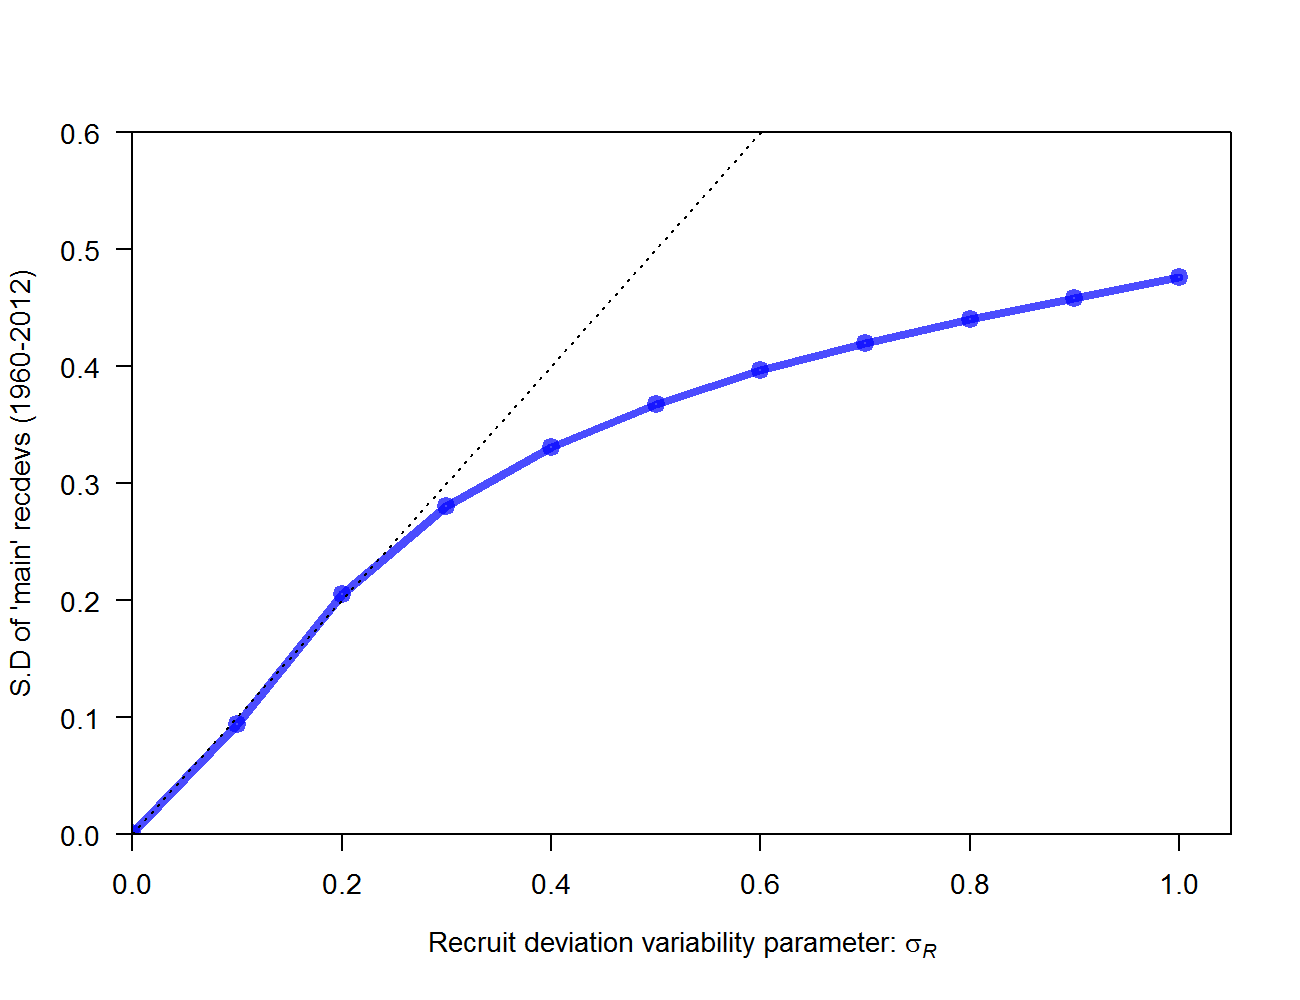 0.6
0.5
0.4
0.3
0.2
0.1
0.0
S.D of 'main' recdevs (1960-2012)
0.0 0.2 0.4 0.6 0.8 1.0
Recruit deviation variability parameter: σR